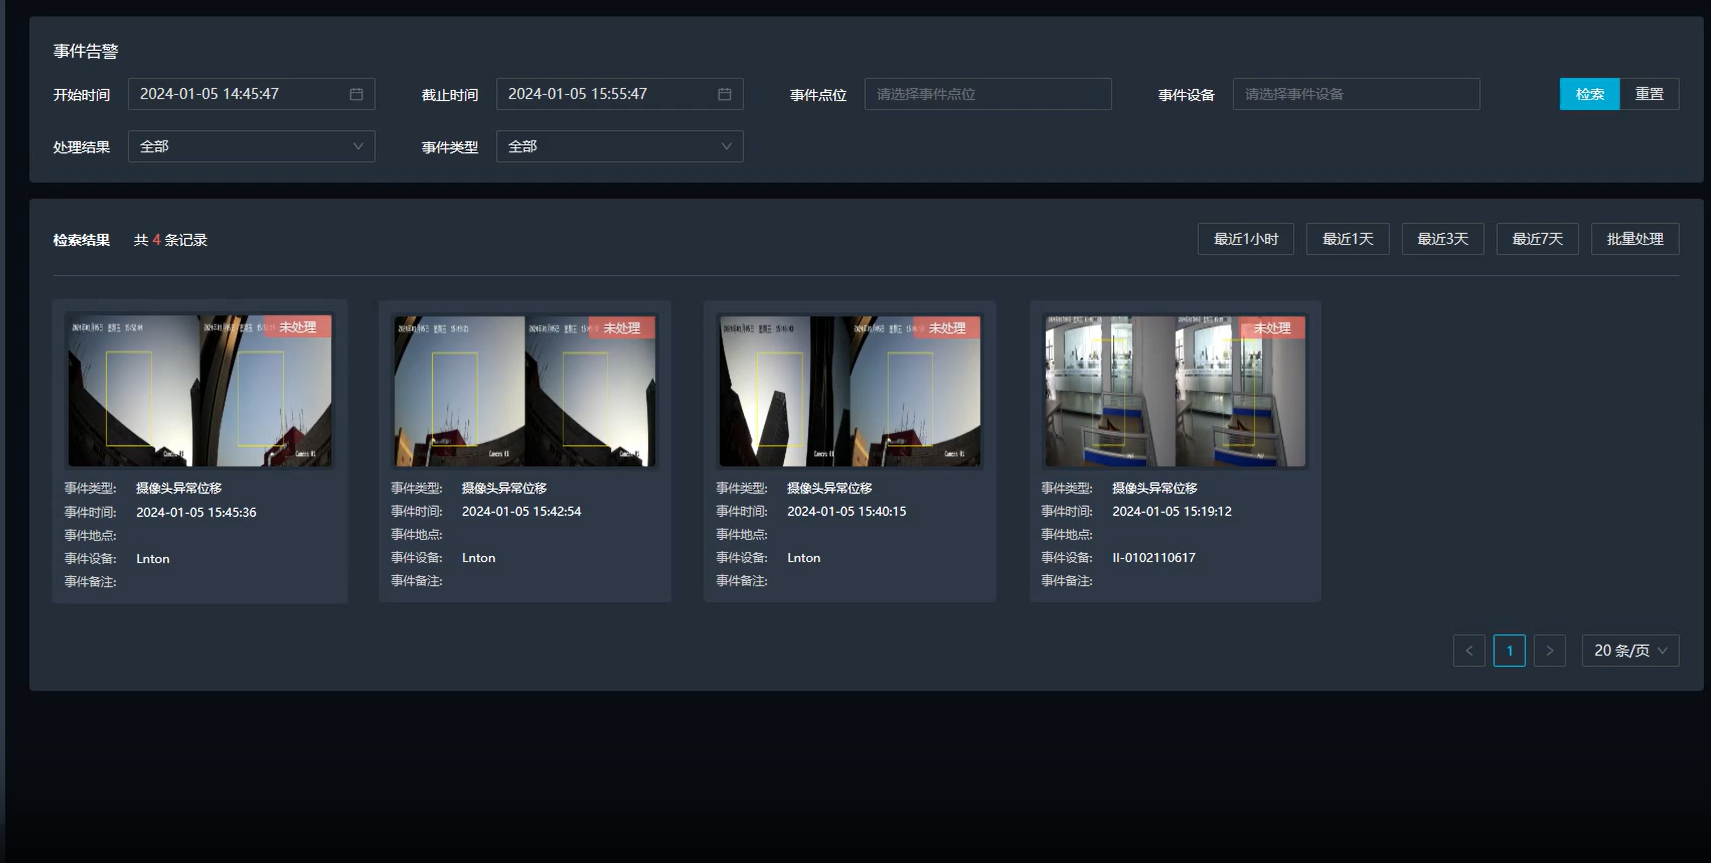 事件告警
开始时间 2024-01-05 14:45:47 截止时间 2024-01-05 15:55:47 事件点位 请选择事件点位 事件设备 请选择事件设备 检索 重置
处理结果 全部 事件类型 全部
检索结果 共 4 条记录 最近1小时 最近1天 最近3天 最近7天 批量处理
未处理
Camera 01 Camera 01
事件类型: 摄像头异常位移
事件时间: 2024-01-05 15:45:36
事件地点:
事件设备: Lnton
事件备注:
未处理
Camera 01 Camera 01
事件类型: 摄像头异常位移
事件时间: 2024-01-05 15:42:54
事件地点:
事件设备: Lnton
事件备注:
未处理
Camera 01 Camera 01
事件类型: 摄像头异常位移
事件时间: 2024-01-05 15:40:15
事件地点:
事件设备: Lnton
事件备注:
未处理
事件类型: 摄像头异常位移
事件时间: 2024-01-05 15:19:12
事件地点:
事件设备: II-0102110617
事件备注:
< 1 > 20 条/页